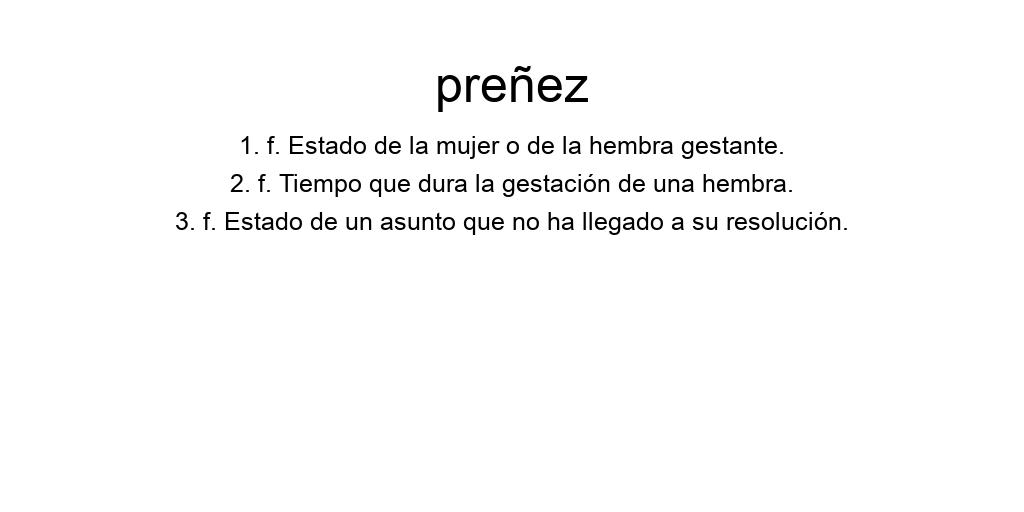 preñez
1. f. Estado de la mujer o de la hembra gestante.
2. f. Tiempo que dura la gestación de una hembra.
3. f. Estado de un asunto que no ha llegado a su resolución.